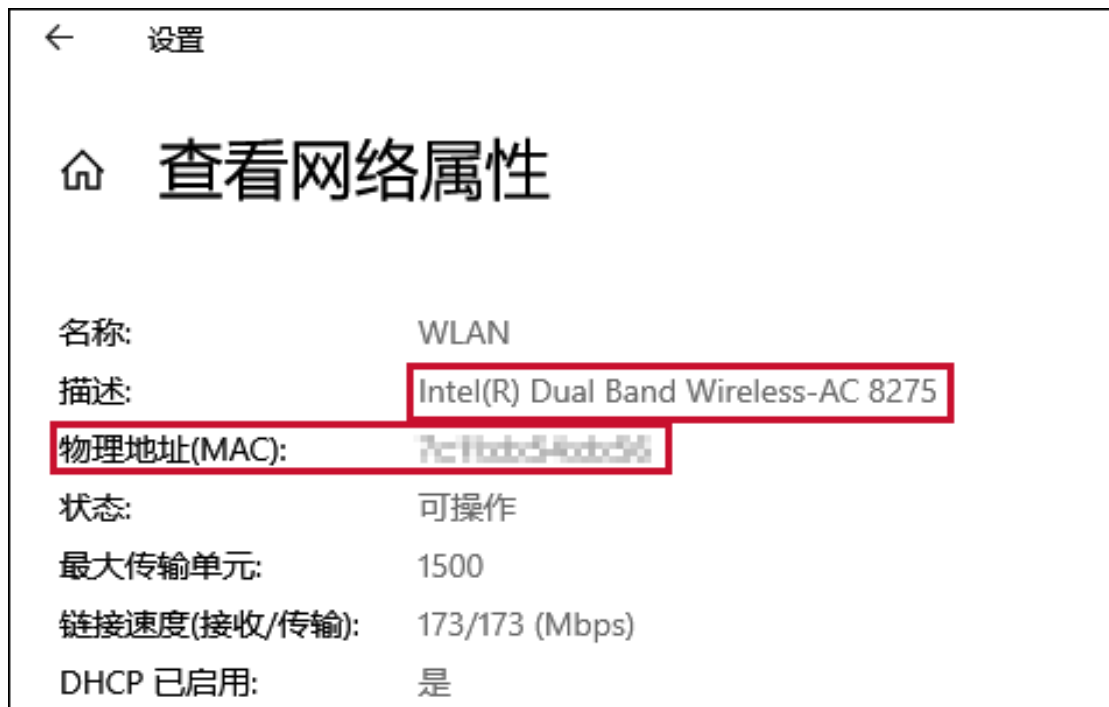 设置
查看网络属性
名称: WLAN
描述: Intel(R) Dual Band Wireless-AC 8275
物理地址(MAC):
状态: 可操作
最大传输单元: 1500
链接速度(接收/传输): 173/173 (Mbps)
DHCP 已启用: 是